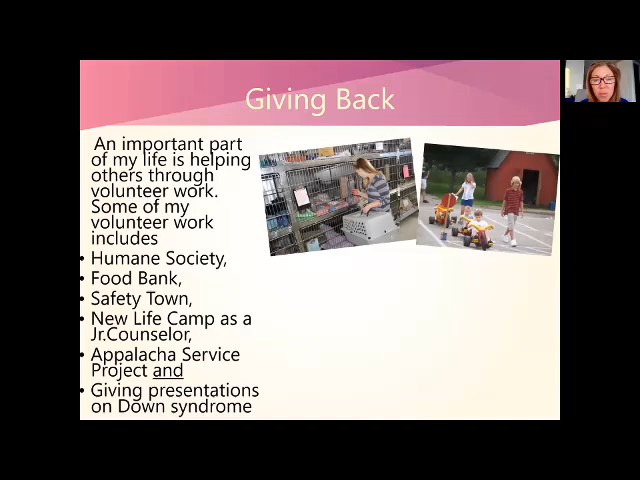 Giving Back
An important part
of my life is helping
others through
volunteer work.
Some of my
volunteer work
includes
• Humane Society,
• Food Bank,
• Safety Town,
• New Life Camp as a
Jr.Counselor,
• Appalacha Service
Project and
• Giving presentations
on Down syndrome